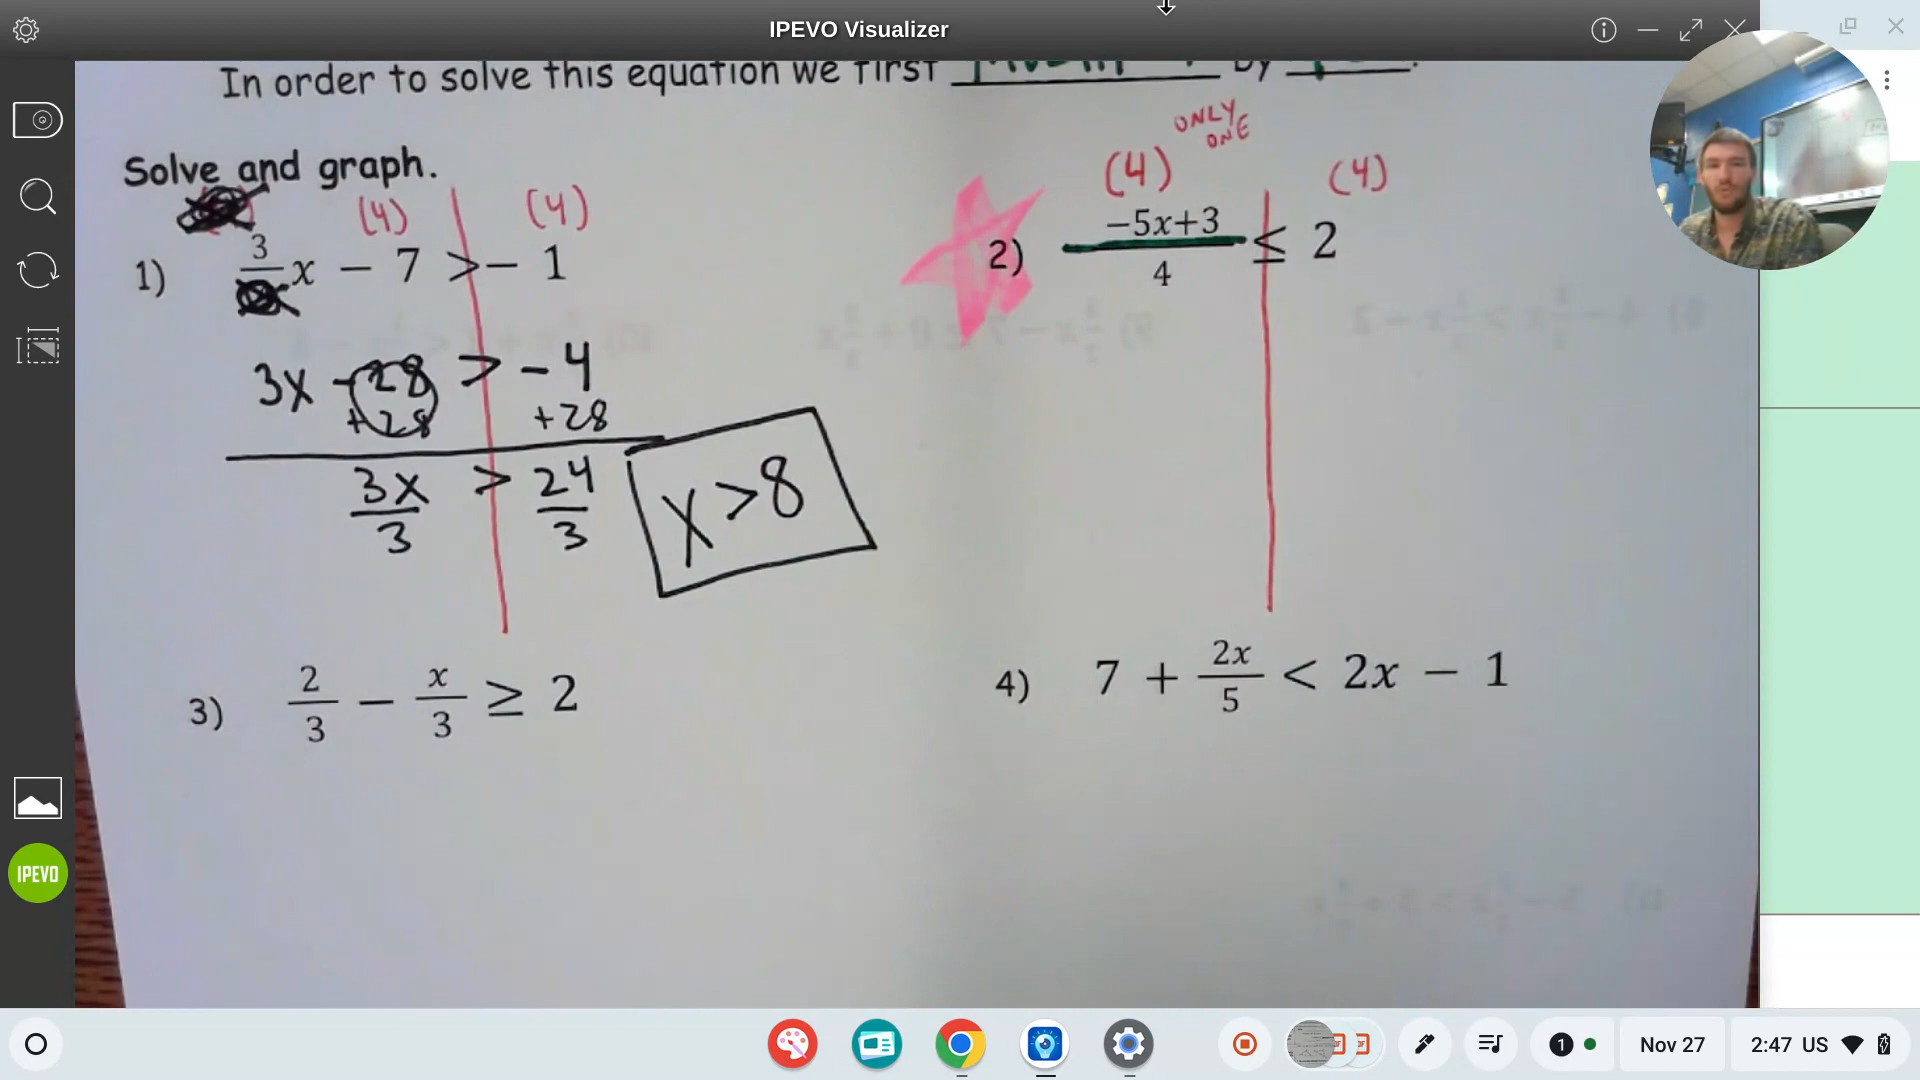 IPEVO Visualizer
In order to solve this equation we first by
Solve and graph.
(4) (4)
1) 3 x − 7 > − 1
3x - 28 > - 4
+28 +28
3x > 24
3 3
x > 8
ONLY
ONE
(4) (4)
2) −5x+3 ≤ 2
4
3) 2/3 − x/3 ≥ 2
4) 7 + 2x/5 < 2x − 1
IPEVO
1
Nov 27
2:47 US